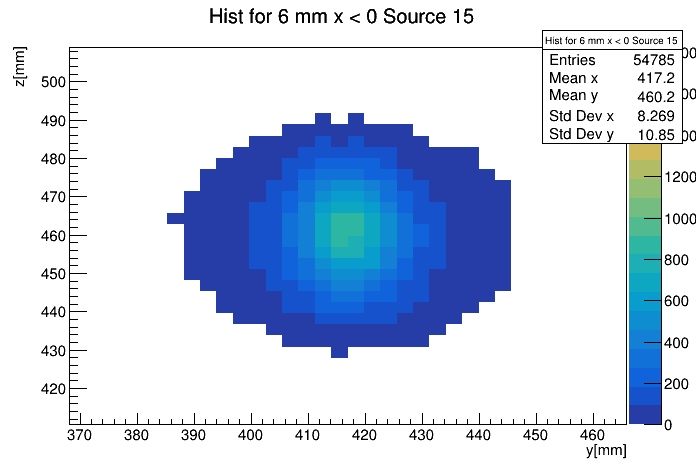 Hist for 6 mm x < 0 Source 15
Hist for 6 mm x < 0 Source 15
Entries 54785
Mean x 417.2
Mean y 460.2
Std Dev x 8.269
Std Dev y 10.85
z[mm]
500
490
480
470
460
450
440
430
420
370 380 390 400 410 420 430 440 450 460
y[mm]
1200
1000
800
600
400
200
0